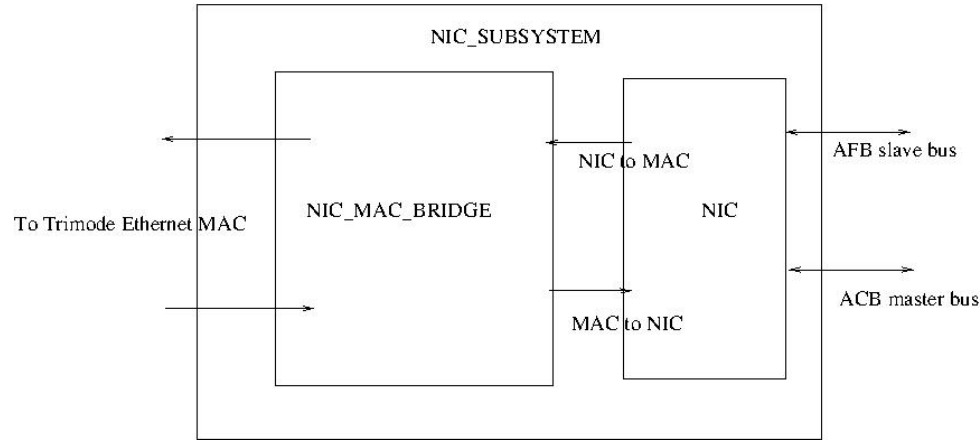 NIC_SUBSYSTEM
AFB slave bus
NIC to MAC
To Trimode Ethernet MAC
NIC_MAC_BRIDGE
NIC
ACB master bus
MAC to NIC